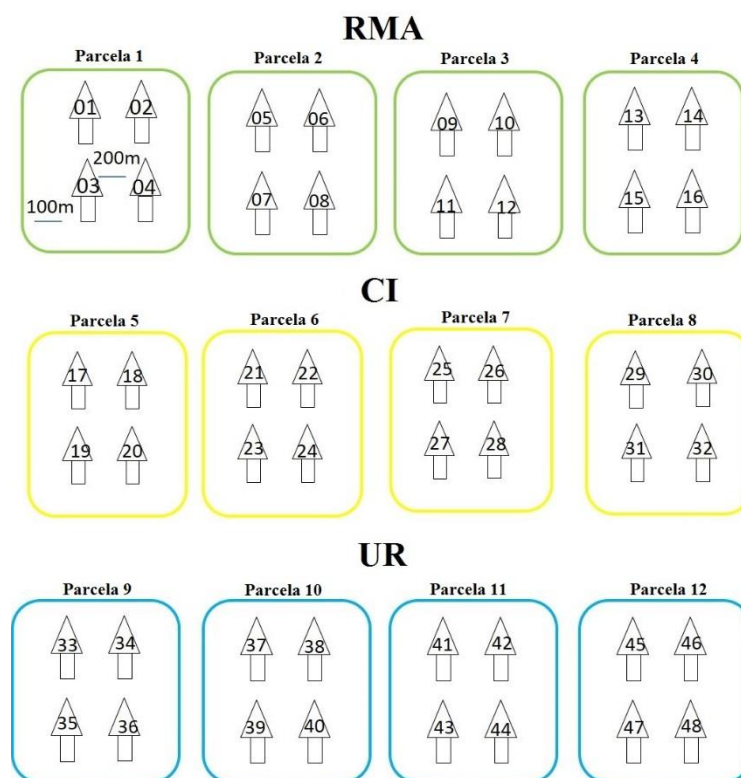 RMA
Parcela 1 Parcela 2 Parcela 3 Parcela 4
01 02 05 06 09 10 13 14
200m
03 04 07 08 11 12 15 16
100m
CI
Parcela 5 Parcela 6 Parcela 7 Parcela 8
17 18 21 22 25 26 29 30
19 20 23 24 27 28 31 32
UR
Parcela 9 Parcela 10 Parcela 11 Parcela 12
33 34 37 38 41 42 45 46
35 36 39 40 43 44 47 48